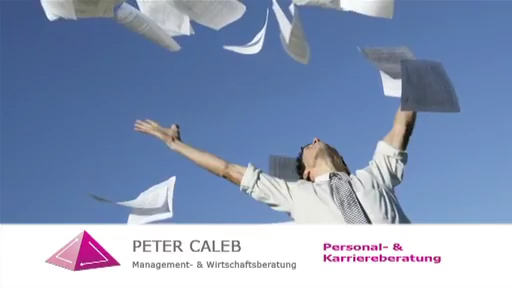 PETER CALEB
Management- & Wirtschaftsberatung
Personal- &
Karriereberatung